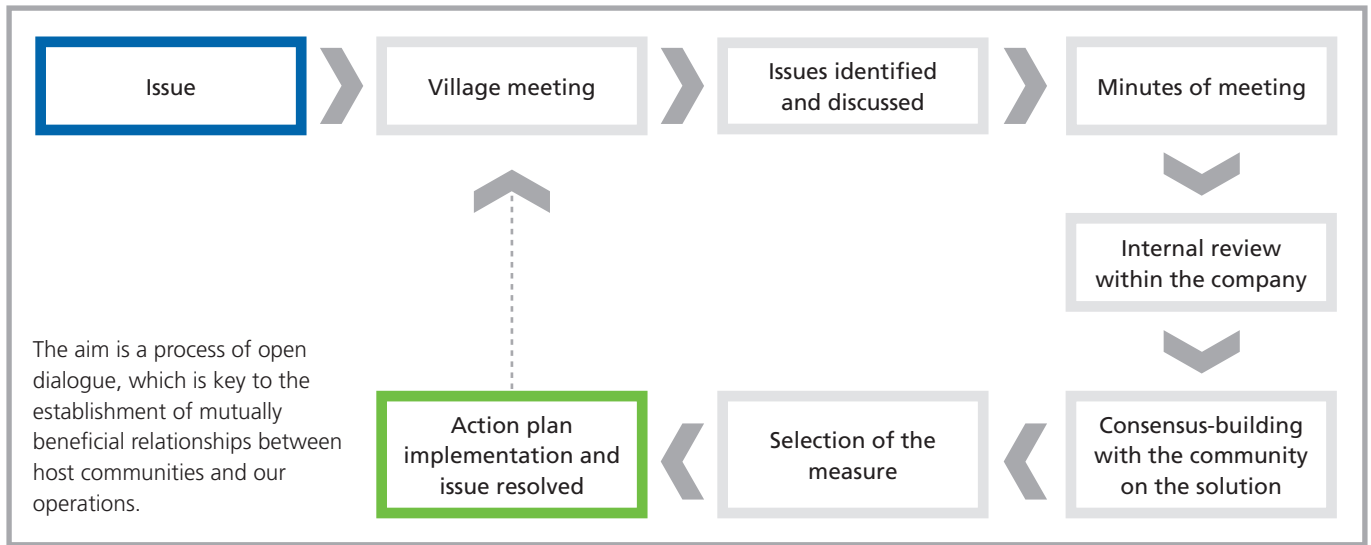 Issue
Village meeting
Issues identified
and discussed
Minutes of meeting
Internal review
within the company
Consensus-building
with the community
on the solution
Selection of the
measure
Action plan
implementation and
issue resolved
The aim is a process of open
dialogue, which is key to the
establishment of mutually
beneficial relationships between
host communities and our
operations.